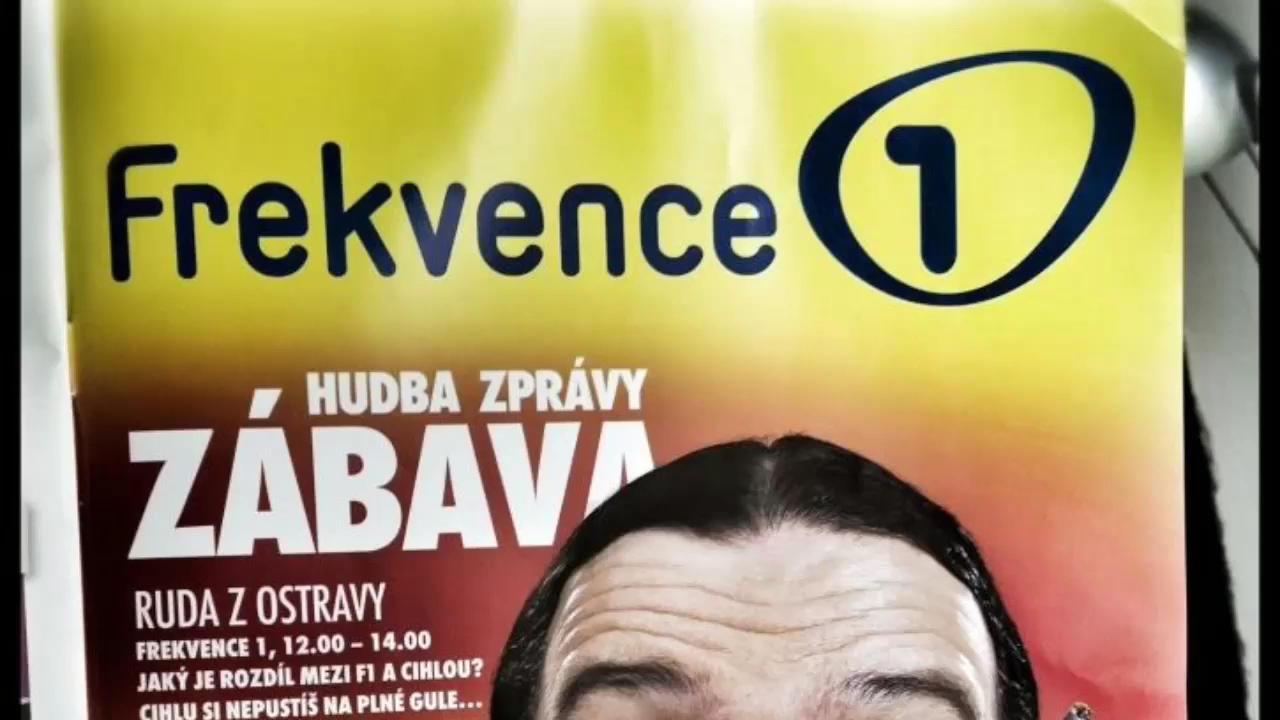 Frekvence 1
HUDBA ZPRÁVY
ZÁBAVA
RUDA Z OSTRAVY
FREKVENCE 1, 12.00 – 14.00
JAKÝ JE ROZDÍL MEZI F1 A CIHLOU?
CIHLU SI NEPUSTÍŠ NA PLNÉ GULE...